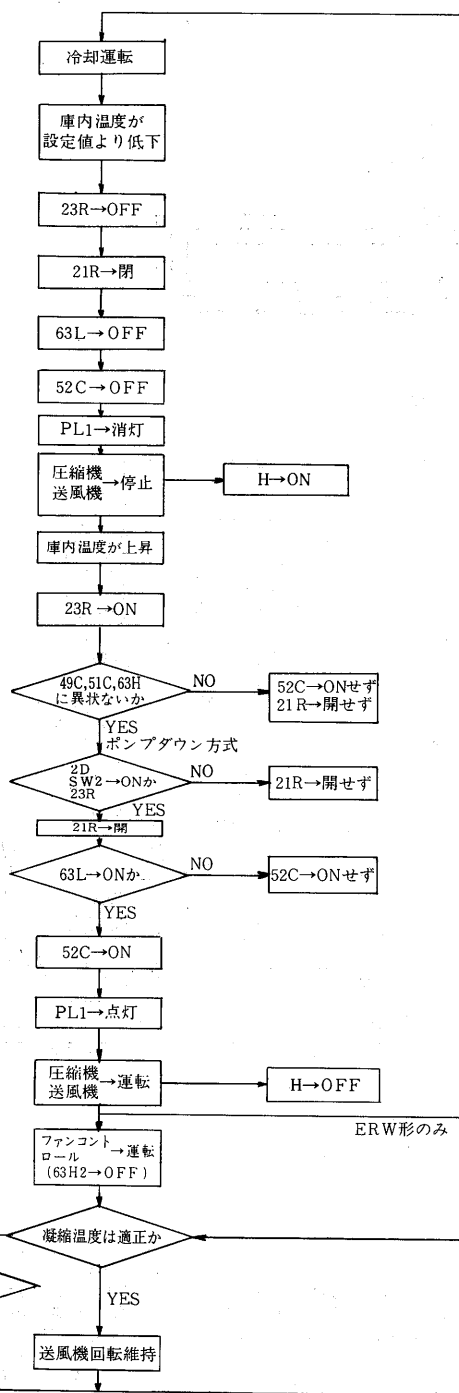 冷却運転
庫内温度が
設定値より低下
23R→OFF
21R→閉
63L→OFF
52C→OFF
PL1→消灯
圧縮機
送風機→停止
H→ON
庫内温度が上昇
23R→ON
49C,51C,63H
に異状ないか
NO
52C→ONせず
21R→開せず
YES
ポンプダウン方式
2D
SW2→ONか
23R
NO
21R→開せず
YES
21R→開
63L→ONか
NO
52C→ONせず
YES
52C→ON
PL1→点灯
圧縮機
送風機→運転
H→OFF
ERW形のみ
ファンコント
ロール→運転
(63H2→OFF)
凝縮温度は適正か
YES
送風機回転維持